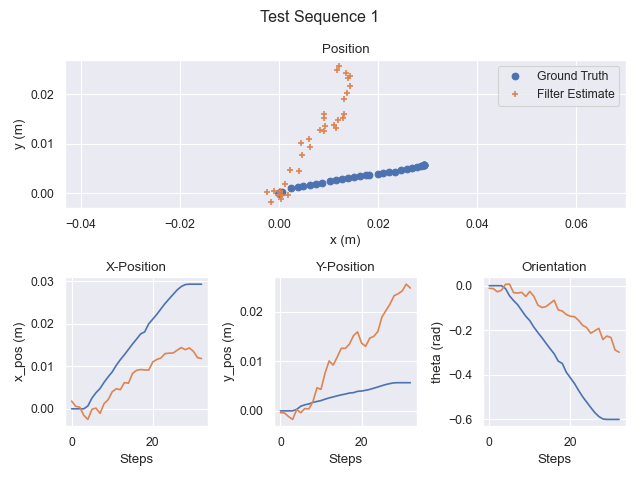 Test Sequence 1
Position
Ground Truth
Filter Estimate
y (m)
0.02
0.01
0.00
−0.04 −0.02 0.00 0.02 0.04 0.06
x (m)
X-Position
x_pos (m)
0.03
0.02
0.01
0.00
0 20
Steps
Y-Position
y_pos (m)
0.02
0.01
0.00
0 20
Steps
Orientation
theta (rad)
0.0
−0.2
−0.4
−0.6
0 20
Steps